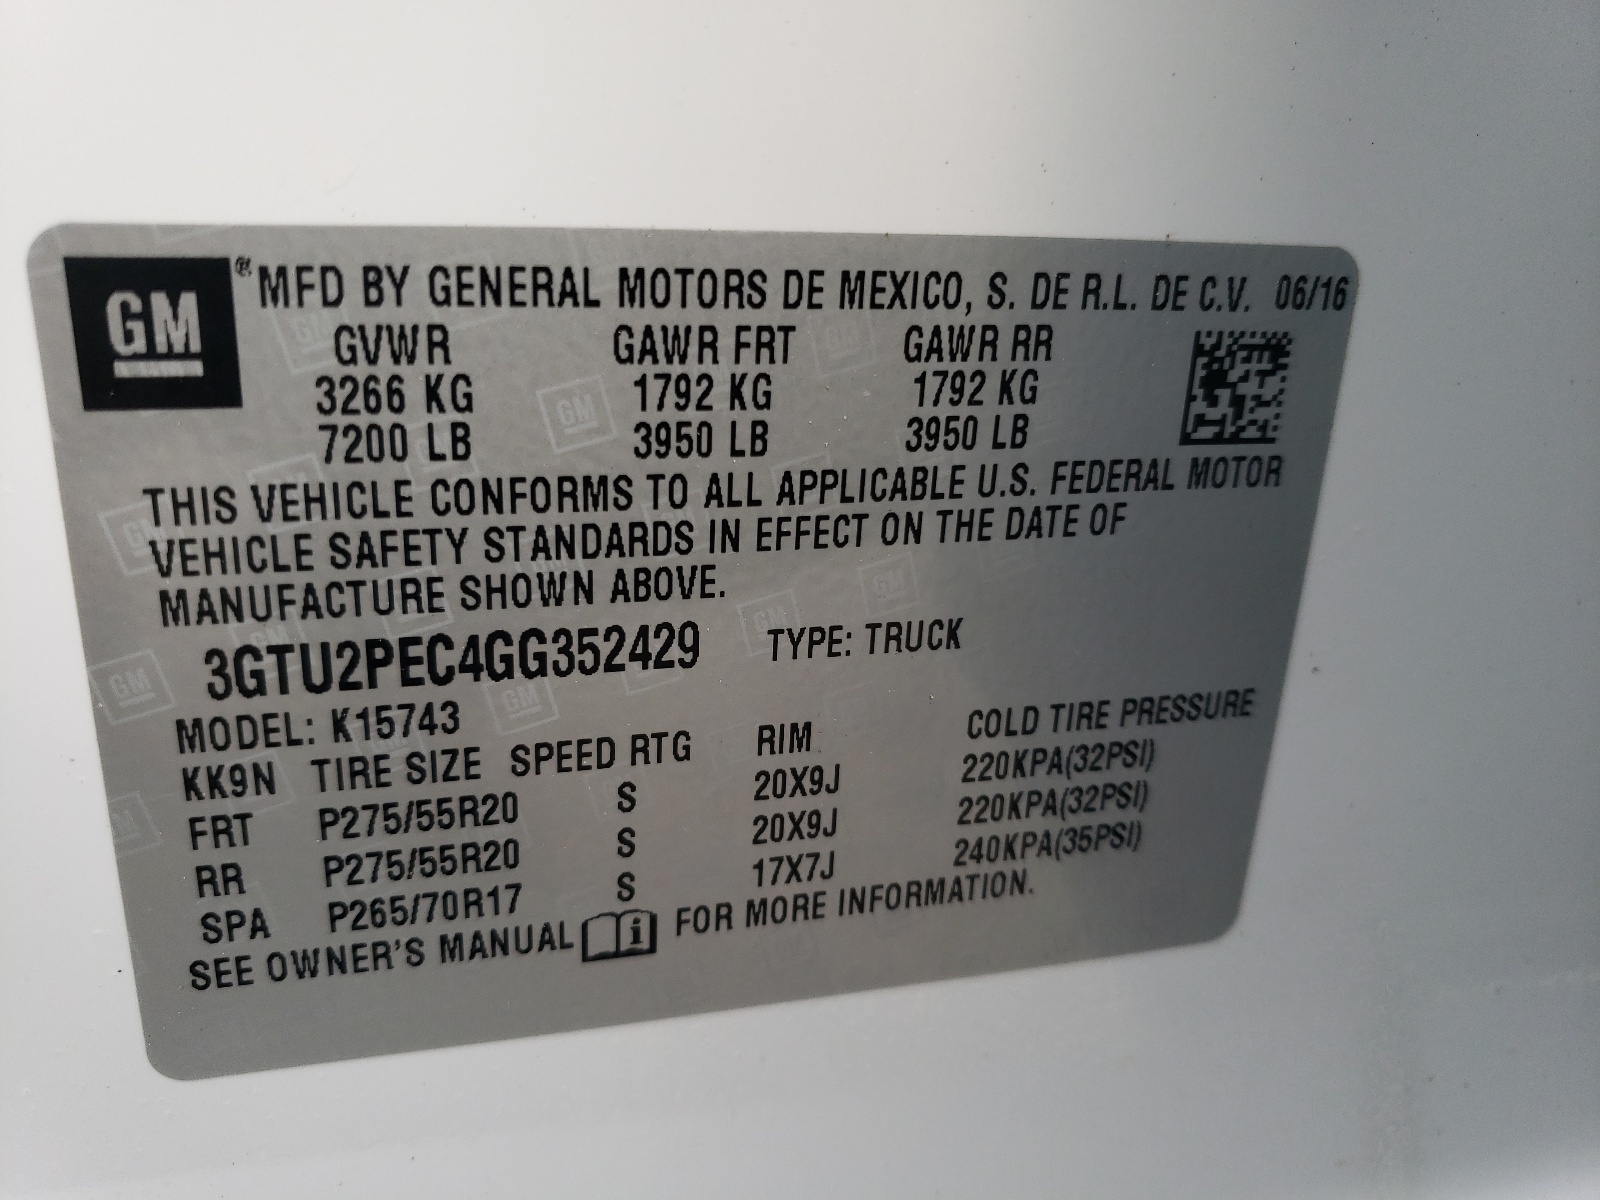 GM ® MFD BY GENERAL MOTORS DE MEXICO, S. DE R.L. DE C.V. 06/16
GVWR GAWR FRT GAWR RR
3266 KG 1792 KG 1792 KG
7200 LB 3950 LB 3950 LB
THIS VEHICLE CONFORMS TO ALL APPLICABLE U.S. FEDERAL MOTOR
VEHICLE SAFETY STANDARDS IN EFFECT ON THE DATE OF
MANUFACTURE SHOWN ABOVE.
3GTU2PEC4GG352429 TYPE: TRUCK
MODEL: K15743
KK9N TIRE SIZE SPEED RTG RIM COLD TIRE PRESSURE
FRT P275/55R20 S 20X9J 220KPA(32PSI)
RR P275/55R20 S 20X9J 220KPA(32PSI)
SPA P265/70R17 S 17X7J 240KPA(35PSI)
SEE OWNER'S MANUAL FOR MORE INFORMATION.